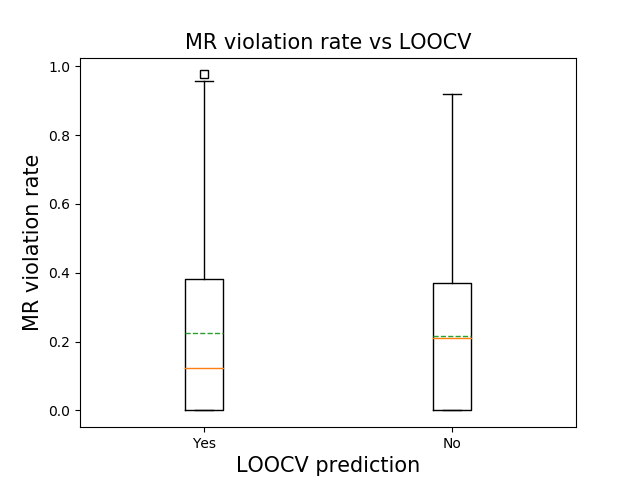 MR violation rate vs LOOCV
MR violation rate
1.0
0.8
0.6
0.4
0.2
0.0
Yes
No
LOOCV prediction